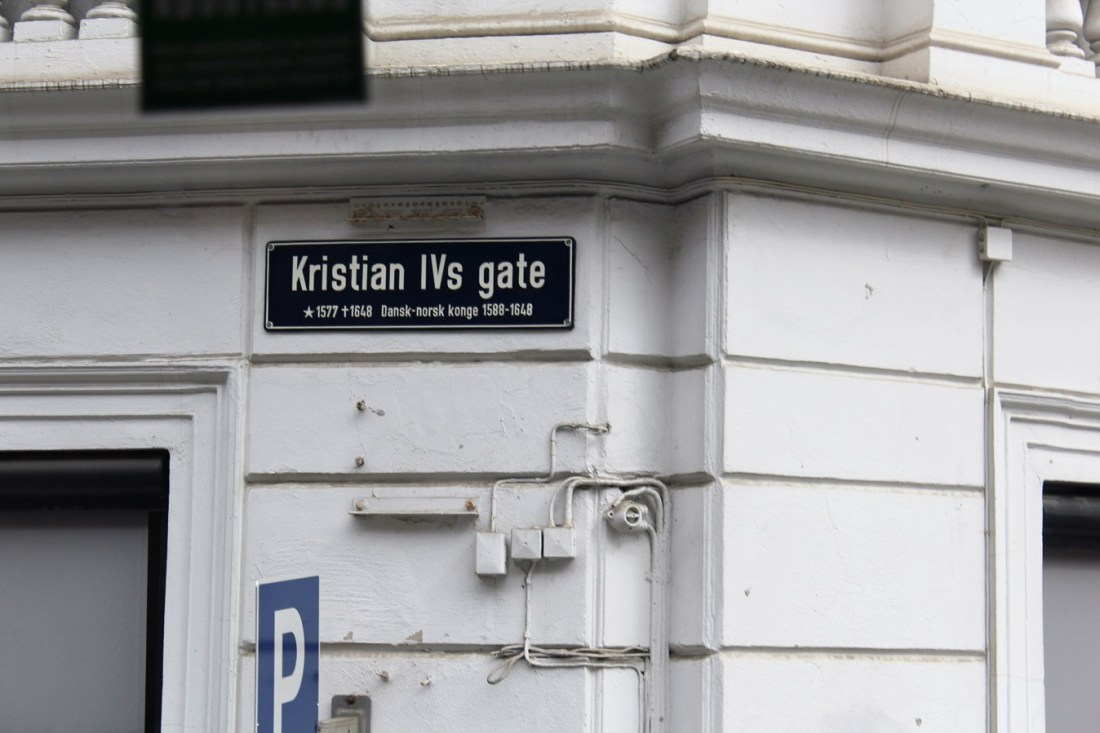 Kristian IVs gate
★1577 †1648 Dansk-norsk konge 1588-1648
P